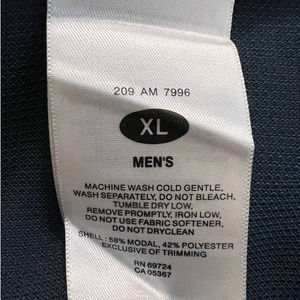 209 AM 7996
XL
MEN'S
MACHINE WASH COLD GENTLE,
WASH SEPARATELY, DO NOT BLEACH,
TUMBLE DRY LOW,
REMOVE PROMPTLY, IRON LOW,
DO NOT USE FABRIC SOFTENER,
DO NOT DRYCLEAN
SHELL: 58% MODAL, 42% POLYESTER
EXCLUSIVE OF TRIMMING
RN 69724
CA 05367